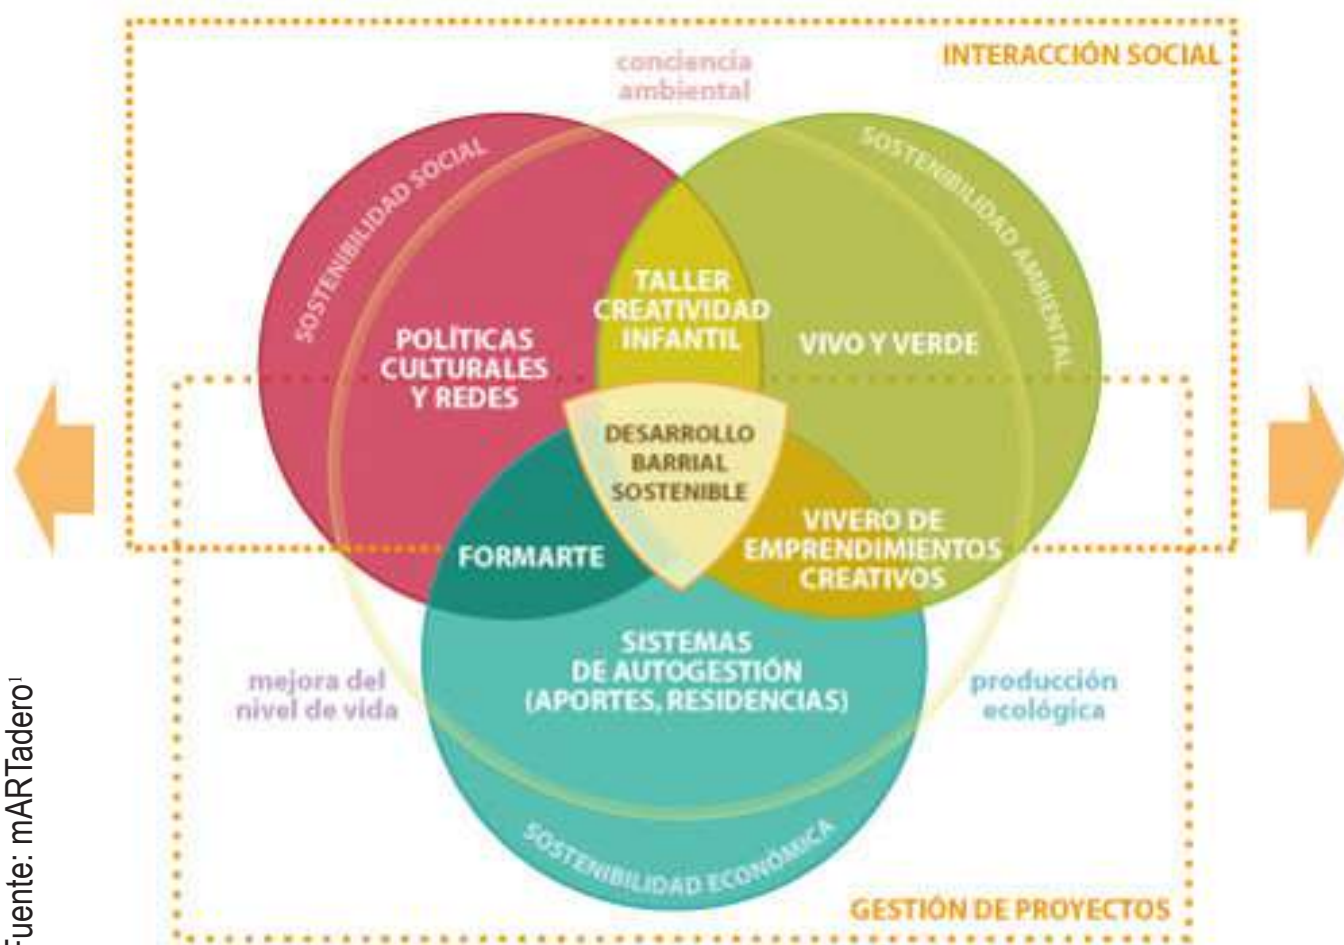 INTERACCIÓN SOCIAL
conciencia
ambiental
SOSTENIBILIDAD SOCIAL
SOSTENIBILIDAD AMBIENTAL
TALLER
CREATIVIDAD
INFANTIL
POLÍTICAS
CULTURALES
Y REDES
VIVO Y VERDE
DESARROLLO
BARRIAL
SOSTENIBLE
FORMARTE
VIVERO DE
EMPRENDIMIENTOS
CREATIVOS
SISTEMAS
DE AUTOGESTIÓN
(APORTES, RESIDENCIAS)
mejora del
nivel de vida
producción
ecológica
SOSTENIBILIDAD ECONÓMICA
GESTIÓN DE PROYECTOS
Fuente: mARTadero¹